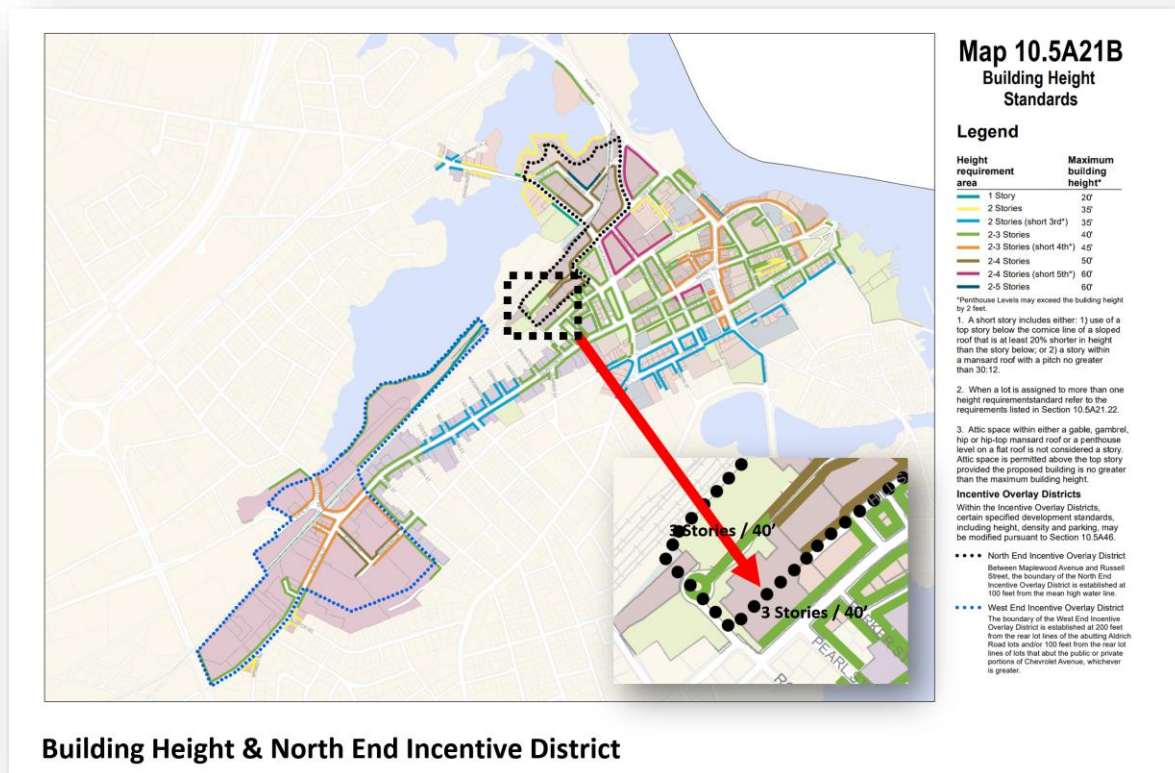 Map 10.5A21B
Building Height
Standards
Legend
Height
requirement
area
Maximum
building
height*
1 Story 20'
2 Stories 35'
2 Stories (short 3rd*) 35'
2-3 Stories 40'
2-3 Stories (short 4th*) 45'
2-4 Stories 50'
2-4 Stories (short 5th*) 60'
2-5 Stories 60'
*Penthouse Levels may exceed the building height
by 2 feet.
1. A short story includes either: 1) use of a
top story below the cornice line of a sloped
roof that is at least 20% shorter in height
than the story below; or 2) a story within
a mansard roof with a pitch no greater
than 30:12.
2. When a lot is assigned to more than one
height requirementstandard refer to the
requirements listed in Section 10.5A21.22.
3. Attic space within either a gable, gambrel,
hip or hip-top mansard roof or a penthouse
level on a flat roof is not considered a story.
Attic space is permitted above the top story
provided the proposed building is no greater
than the maximum building height.
Incentive Overlay Districts
Within the Incentive Overlay Districts,
certain specified development standards,
including height, density and parking, may
be modified pursuant to Section 10.5A46.
North End Incentive Overlay District
Between Maplewood Avenue and Russell
Street, the boundary of the North End
Incentive Overlay District is established at
100 feet from the mean high water line.
West End Incentive Overlay District
The boundary of the West End Incentive
Overlay District is established at 200 feet
from the rear lot lines of the abutting Aldrich
Road lots and/or 100 feet from the rear lot
lines of lots that abut the public or private
portions of Chevrolet Avenue, whichever
is greater.
3 Stories / 40'
3 Stories / 40'
PEARL
Building Height & North End Incentive District